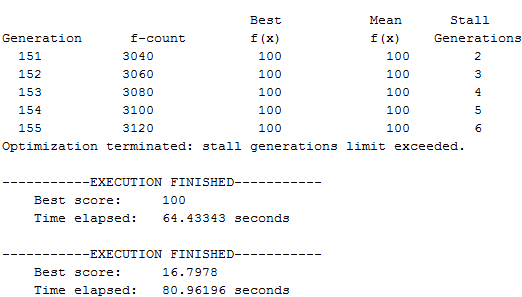 Best Mean Stall
Generation f-count f(x) f(x) Generations
151 3040 100 100 2
152 3060 100 100 3
153 3080 100 100 4
154 3100 100 100 5
155 3120 100 100 6
Optimization terminated: stall generations limit exceeded.
-----------EXECUTION FINISHED-----------
Best score: 100
Time elapsed: 64.43343 seconds
-----------EXECUTION FINISHED-----------
Best score: 16.7978
Time elapsed: 80.96196 seconds